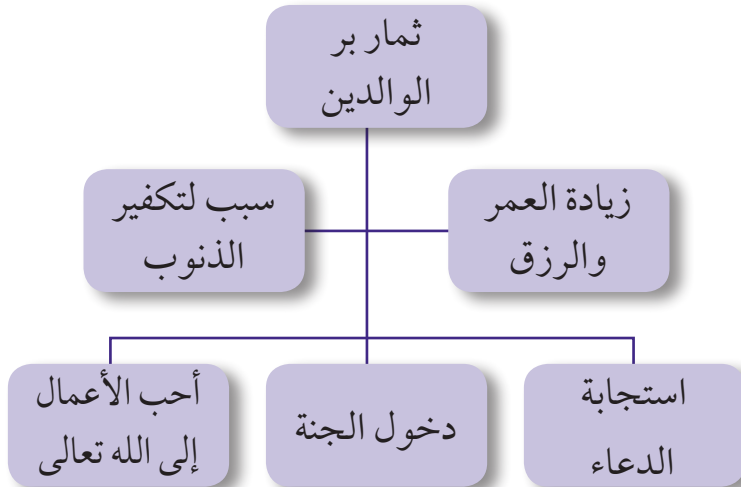 ثمار بر
الوالدين
زيادة العمر
والرزق
سبب لتكفير
الذنوب
استجابة
الدعاء
دخول الجنة
أحب الأعمال
إلى الله تعالى